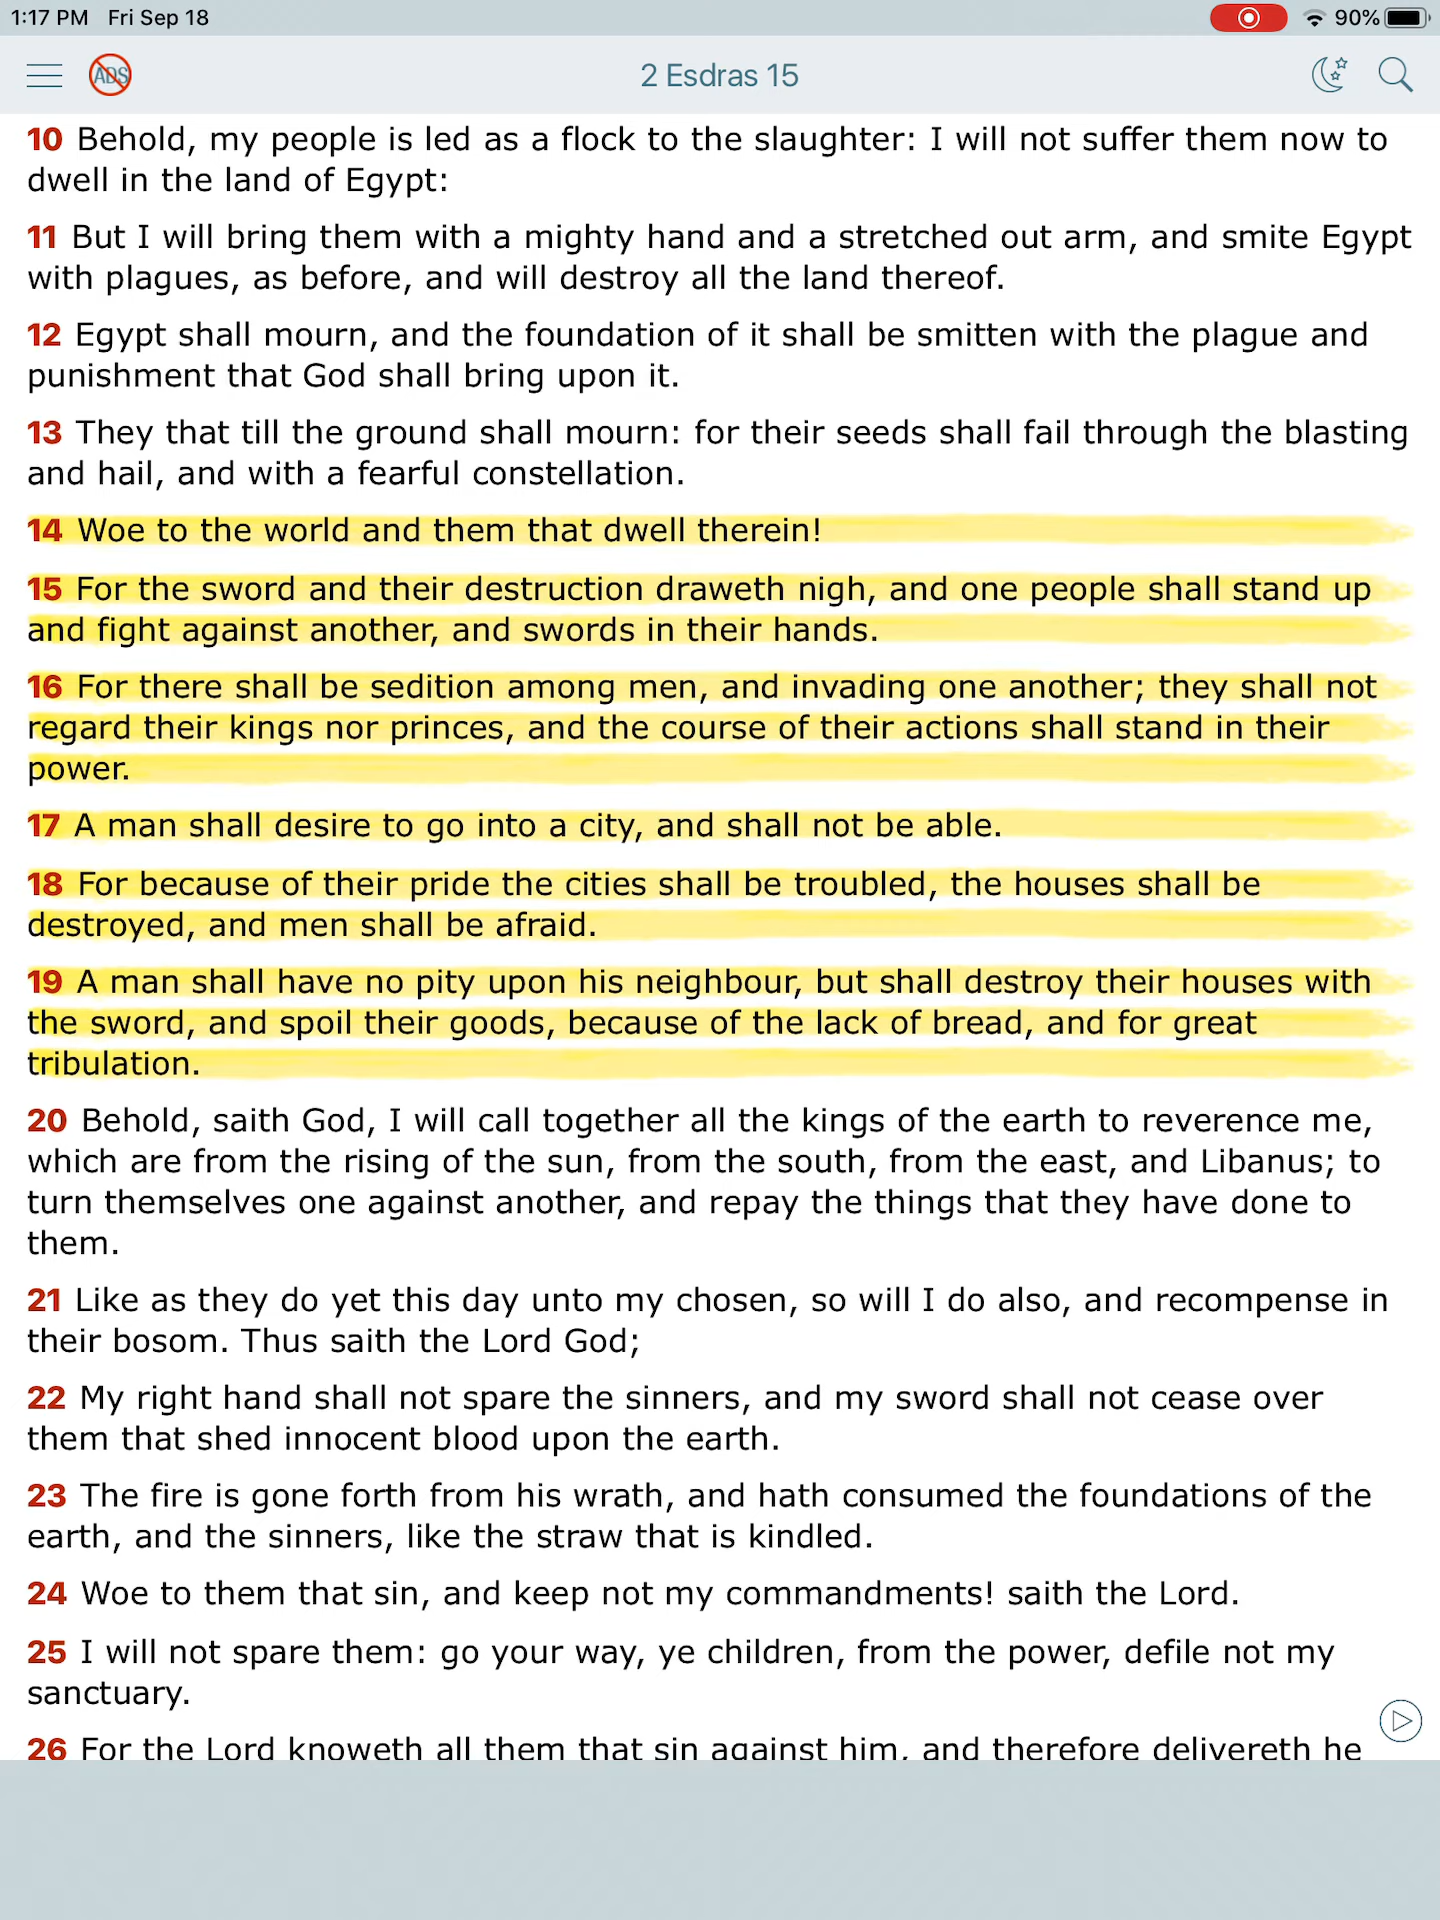 1:17 PM Fri Sep 18 90%
ADS 2 Esdras 15
10 Behold, my people is led as a flock to the slaughter: I will not suffer them now to
dwell in the land of Egypt:
11 But I will bring them with a mighty hand and a stretched out arm, and smite Egypt
with plagues, as before, and will destroy all the land thereof.
12 Egypt shall mourn, and the foundation of it shall be smitten with the plague and
punishment that God shall bring upon it.
13 They that till the ground shall mourn: for their seeds shall fail through the blasting
and hail, and with a fearful constellation.
14 Woe to the world and them that dwell therein!
15 For the sword and their destruction draweth nigh, and one people shall stand up
and fight against another, and swords in their hands.
16 For there shall be sedition among men, and invading one another; they shall not
regard their kings nor princes, and the course of their actions shall stand in their
power.
17 A man shall desire to go into a city, and shall not be able.
18 For because of their pride the cities shall be troubled, the houses shall be
destroyed, and men shall be afraid.
19 A man shall have no pity upon his neighbour, but shall destroy their houses with
the sword, and spoil their goods, because of the lack of bread, and for great
tribulation.
20 Behold, saith God, I will call together all the kings of the earth to reverence me,
which are from the rising of the sun, from the south, from the east, and Libanus; to
turn themselves one against another, and repay the things that they have done to
them.
21 Like as they do yet this day unto my chosen, so will I do also, and recompense in
their bosom. Thus saith the Lord God;
22 My right hand shall not spare the sinners, and my sword shall not cease over
them that shed innocent blood upon the earth.
23 The fire is gone forth from his wrath, and hath consumed the foundations of the
earth, and the sinners, like the straw that is kindled.
24 Woe to them that sin, and keep not my commandments! saith the Lord.
25 I will not spare them: go your way, ye children, from the power, defile not my
sanctuary.
26 For the Lord knoweth all them that sin against him, and therefore delivereth he